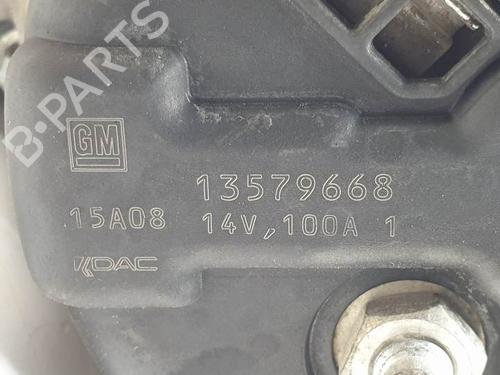 B-PARTS
GM
13579668
15A08
14V, 100A 1
KDAC